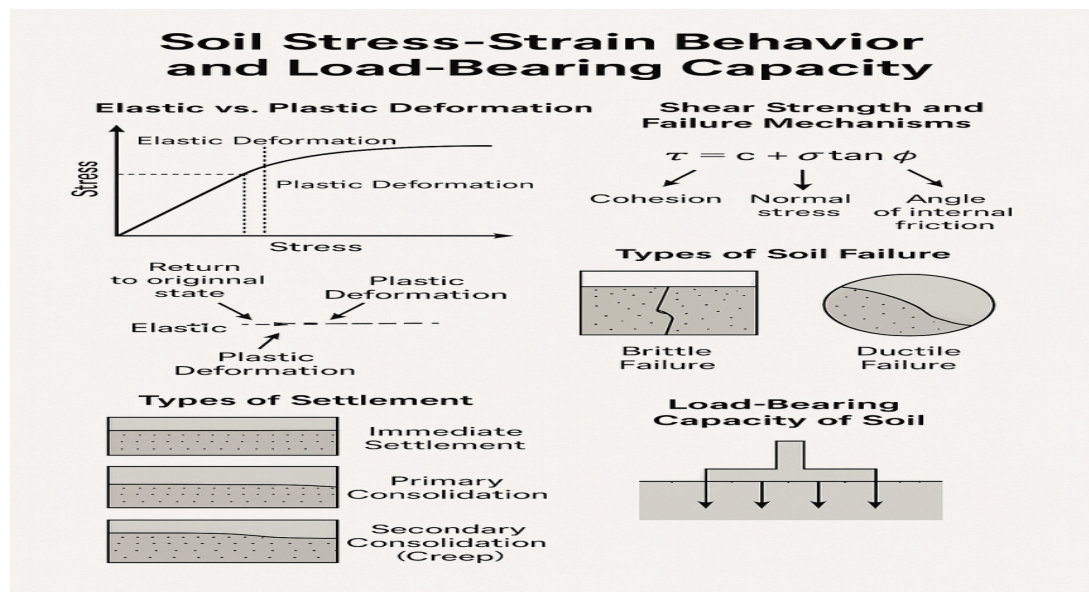 Soil Stress-Strain Behavior
and Load-Bearing Capacity
Elastic vs. Plastic Deformation
Elastic Deformation
Plastic Deformation
Stress
Stress
Return
to originnal
state
Plastic
Deformation
Elastic
Plastic
Deformation
Types of Settlement
Immediate
Settlement
Primary
Consolidation
Secondary
Consolidation
(Creep)
Shear Strength and
Failure Mechanisms
τ = c + σ tan ϕ
Cohesion
Normal
stress
Angle
of internal
friction
Types of Soil Failure
Brittle
Failure
Ductile
Failure
Load-Bearing
Capacity of Soil